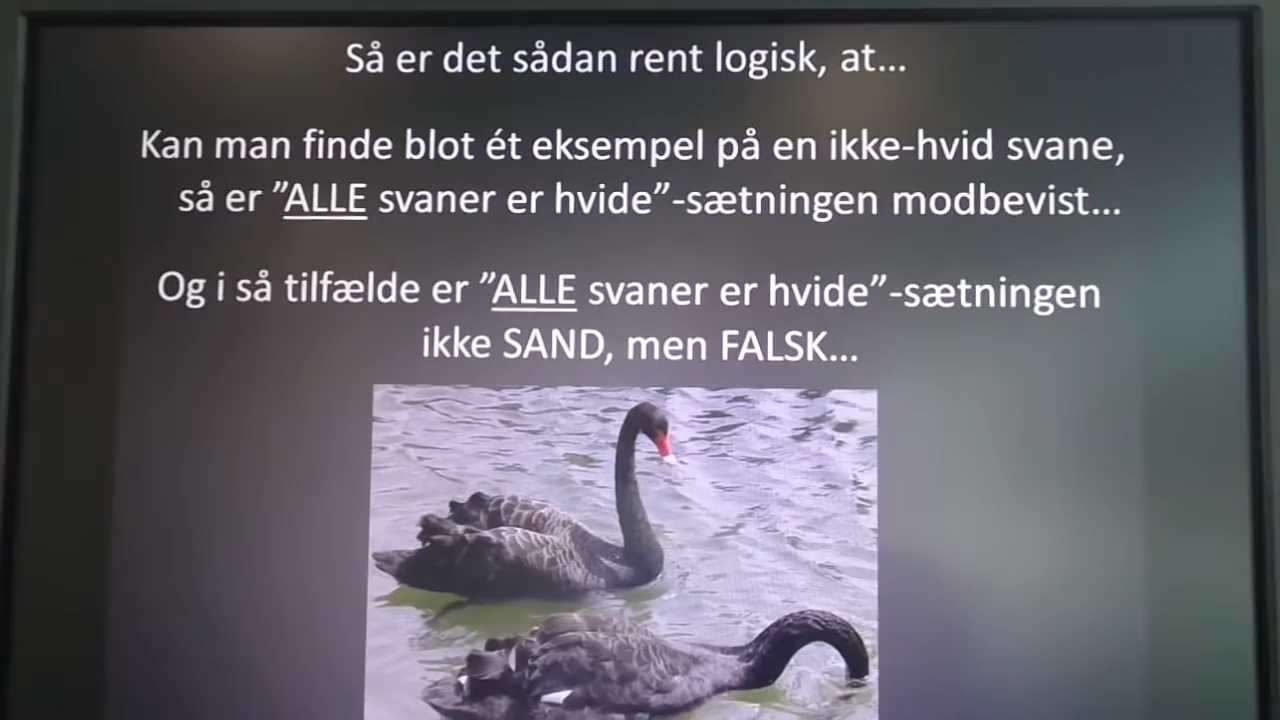 Så er det sådan rent logisk, at...
Kan man finde blot ét eksempel på en ikke-hvid svane,
så er ”ALLE svaner er hvide”-sætningen modbevist...
Og i så tilfælde er ”ALLE svaner er hvide”-sætningen
ikke SAND, men FALSK...